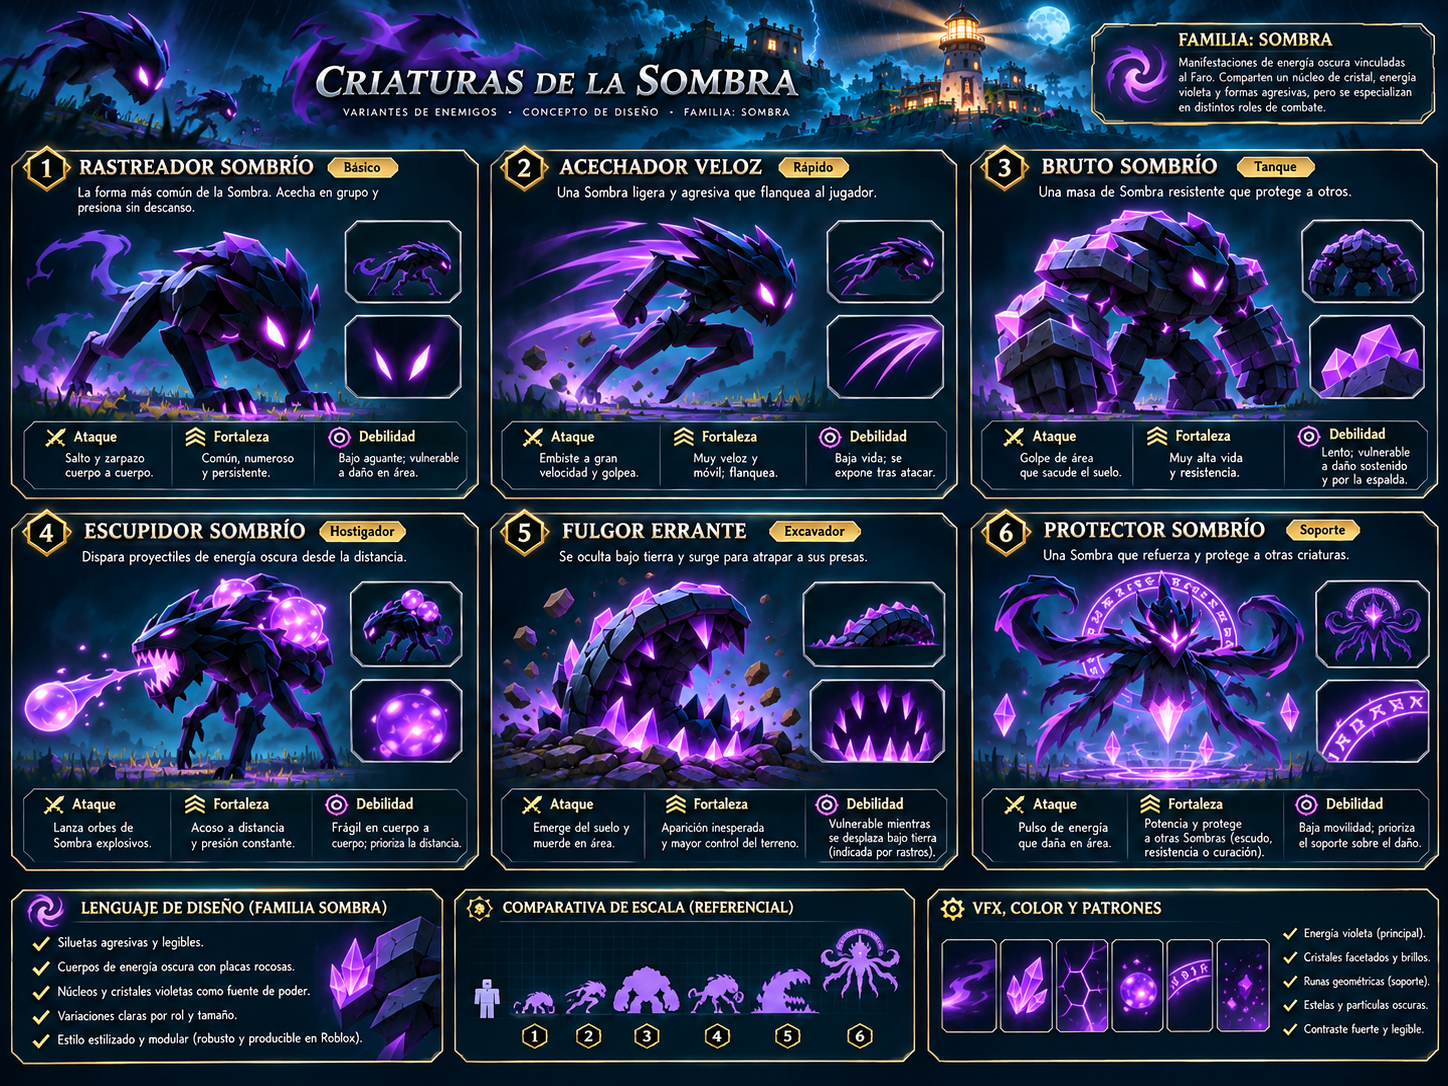 CRIATURAS DE LA SOMBRA
VARIANTES DE ENEMIGOS • CONCEPTO DE DISEÑO • FAMILIA: SOMBRA
FAMILIA: SOMBRA
Manifestaciones de energía oscura vinculadas
al Faro. Comparten un núcleo de cristal, energía
violeta y formas agresivas, pero se especializan
en distintos roles de combate.
1 RASTREADOR SOMBRÍO Básico
La forma más común de la Sombra. Acecha en grupo y
presiona sin descanso.
Ataque
Salto y zarpazo
cuerpo a cuerpo.
Fortaleza
Común, numeroso
y persistente.
Debilidad
Bajo aguante; vulnerable
a daño en área.
2 ACECHADOR VELOZ Rápido
Una Sombra ligera y agresiva que flanquea al jugador.
Ataque
Embiste a gran
velocidad y golpea.
Fortaleza
Muy veloz y
móvil; flanquea.
Debilidad
Baja vida; se
expone tras atacar.
3 BRUTO SOMBRÍO Tanque
Una masa de Sombra resistente que protege a otros.
Ataque
Golpe de área
que sacude el suelo.
Fortaleza
Muy alta vida
y resistencia.
Debilidad
Lento; vulnerable
a daño sostenido
y por la espalda.
4 ESCUPIDOR SOMBRÍO Hostigador
Dispara proyectiles de energía oscura desde la distancia.
Ataque
Lanza orbes de
Sombra explosivos.
Fortaleza
Acoso a distancia
y presión constante.
Debilidad
Frágil en cuerpo a
cuerpo; prioriza la distancia.
5 FULGOR ERRANTE Excavador
Se oculta bajo tierra y surge para atrapar a sus presas.
Ataque
Emerge del suelo y
muerde en área.
Fortaleza
Aparición inesperada
y mayor control del terreno.
Debilidad
Vulnerable mientras
se desplaza bajo tierra
(indicada por rastros).
6 PROTECTOR SOMBRÍO Soporte
Una Sombra que refuerza y protege a otras criaturas.
Ataque
Pulso de energía
que daña en área.
Fortaleza
Potencia y protege
a otras Sombras (escudo,
resistencia o curación).
Debilidad
Baja movilidad; prioriza
el soporte sobre el daño.
LENGUAJE DE DISEÑO (FAMILIA SOMBRA)
Siluetas agresivas y legibles.
Cuerpos de energía oscura con placas rocosas.
Núcleos y cristales violetas como fuente de poder.
Variaciones claras por rol y tamaño.
Estilo estilizado y modular (robusto y producible en Roblox).
COMPARATIVA DE ESCALA (REFERENCIAL)
1 2 3 4 5 6
VFX, COLOR Y PATRONES
Energía violeta (principal).
Cristales facetados y brillos.
Runas geométricas (soporte).
Estelas y partículas oscuras.
Contraste fuerte y legible.